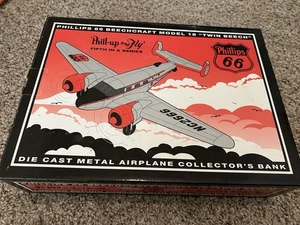 PHILLIPS 66 BEECHCRAFT MODEL 18 "TWIN BEECH"
Phill-up and Fly
FIFTH IN A SERIES
Phillips
66
NC2666
DIE CAST METAL AIRPLANE COLLECTOR'S BANK